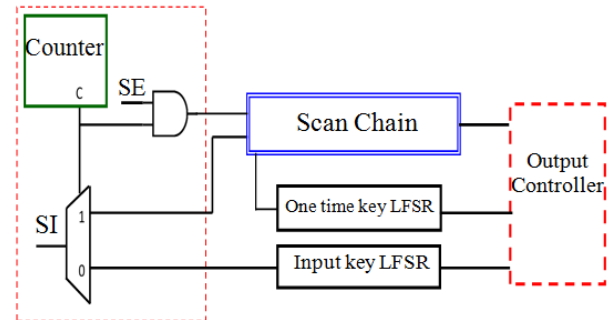 Counter
C
SE
Scan Chain
Output
Controller
SI
1
One time key LFSR
0
Input key LFSR